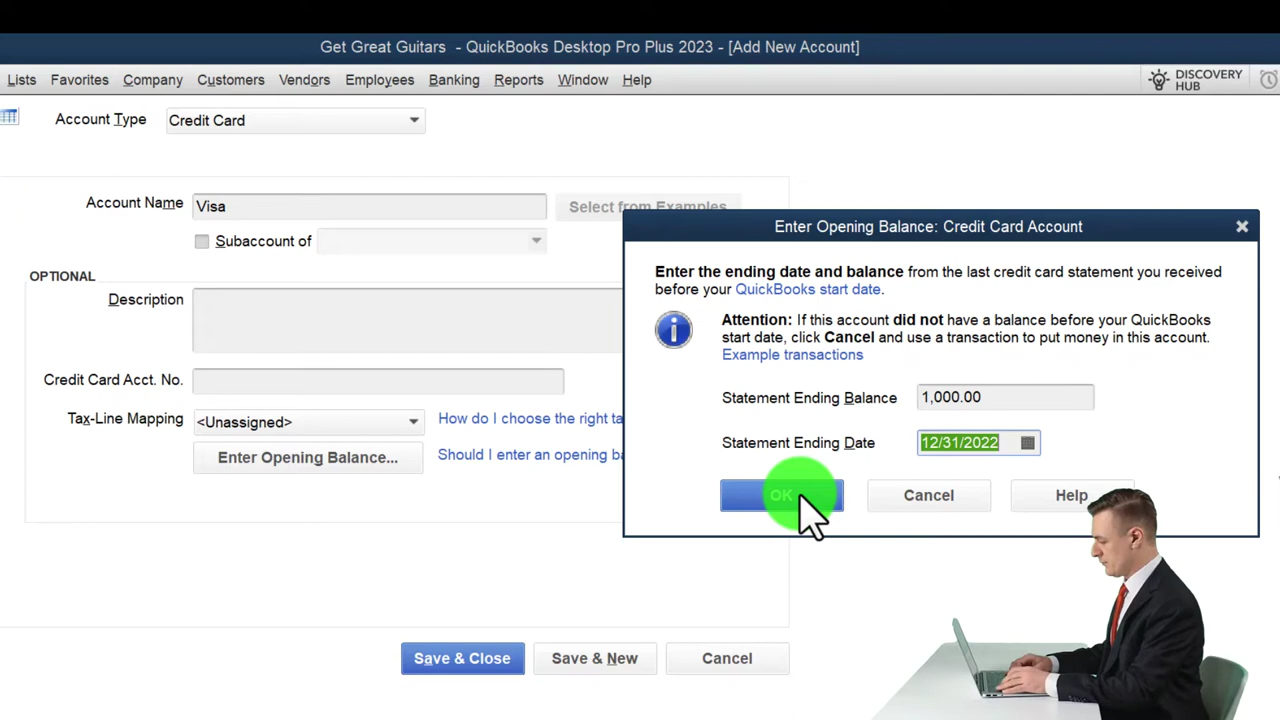 Get Great Guitars - QuickBooks Desktop Pro Plus 2023 - [Add New Account]
Lists Favorites Company Customers Vendors Employees Banking Reports Window Help
DISCOVERY
HUB
Account Type Credit Card
Account Name Visa
Select from Examples
Subaccount of
OPTIONAL
Description
Credit Card Acct. No.
Tax-Line Mapping <Unassigned>
How do I choose the right ta
Enter Opening Balance...
Should I enter an opening ba
Enter Opening Balance: Credit Card Account
Enter the ending date and balance from the last credit card statement you received
before your QuickBooks start date.
Attention: If this account did not have a balance before your QuickBooks
start date, click Cancel and use a transaction to put money in this account.
Example transactions
Statement Ending Balance 1,000.00
Statement Ending Date 12/31/2022
OK Cancel Help
Save & Close Save & New Cancel